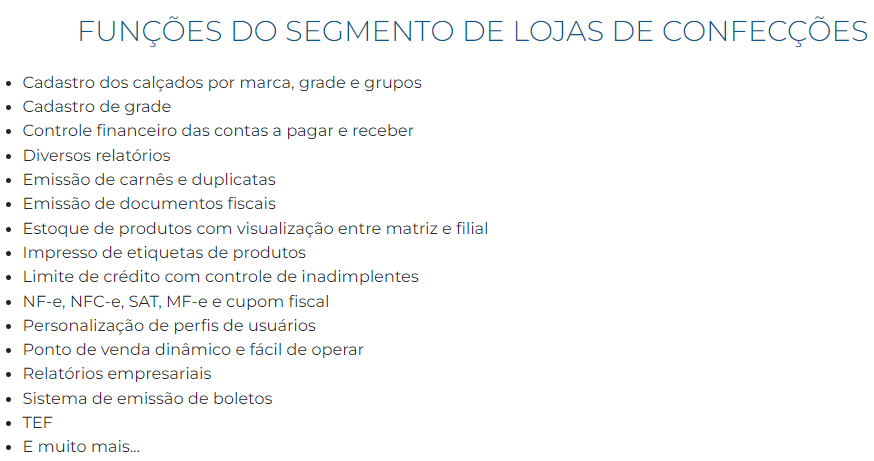 FUNÇÕES DO SEGMENTO DE LOJAS DE CONFECÇÕES
• Cadastro dos calçados por marca, grade e grupos
• Cadastro de grade
• Controle financeiro das contas a pagar e receber
• Diversos relatórios
• Emissão de carnês e duplicatas
• Emissão de documentos fiscais
• Estoque de produtos com visualização entre matriz e filial
• Impresso de etiquetas de produtos
• Limite de crédito com controle de inadimplentes
• NF-e, NFC-e, SAT, MF-e e cupom fiscal
• Personalização de perfis de usuários
• Ponto de venda dinâmico e fácil de operar
• Relatórios empresariais
• Sistema de emissão de boletos
• TEF
• E muito mais...